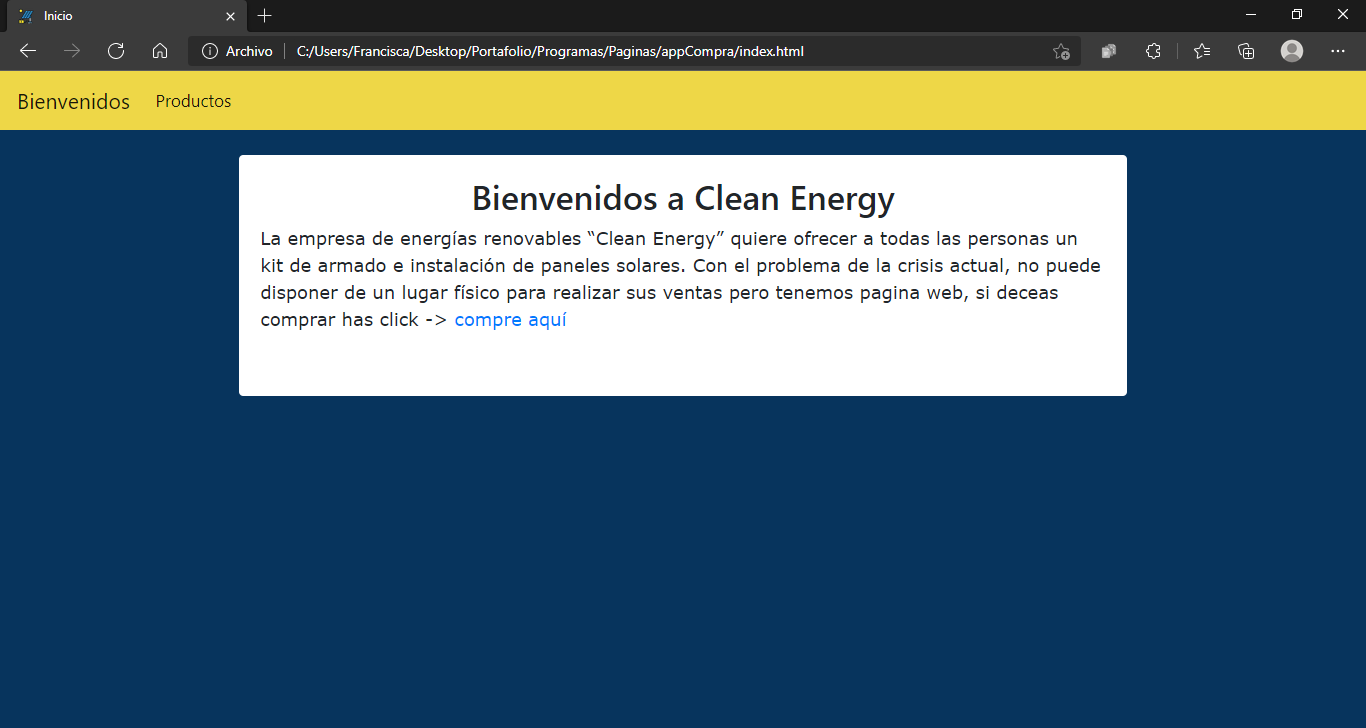 Inicio
Archivo C:/Users/Francisca/Desktop/Portafolio/Programas/Paginas/appCompra/index.html
Bienvenidos Productos
Bienvenidos a Clean Energy
La empresa de energías renovables “Clean Energy” quiere ofrecer a todas las personas un
kit de armado e instalación de paneles solares. Con el problema de la crisis actual, no puede
disponer de un lugar físico para realizar sus ventas pero tenemos pagina web, si deceas
comprar has click -> compre aquí